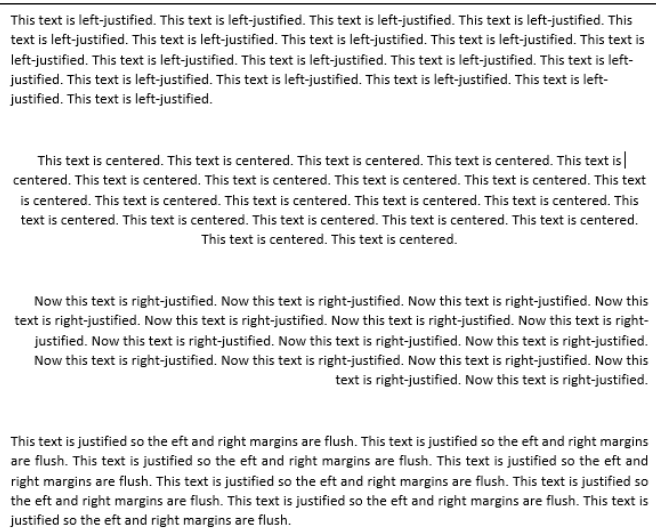 This text is left-justified. This text is left-justified. This text is left-justified. This text is left-justified. This
text is left-justified. This text is left-justified. This text is left-justified. This text is left-justified. This text is
left-justified. This text is left-justified. This text is left-justified. This text is left-justified. This text is left-
justified. This text is left-justified. This text is left-justified. This text is left-justified. This text is left-
justified. This text is left-justified.
This text is centered. This text is centered. This text is centered. This text is centered. This text is
centered. This text is centered. This text is centered. This text is centered. This text is centered. This text
is centered. This text is centered. This text is centered. This text is centered. This text is centered. This
text is centered. This text is centered. This text is centered. This text is centered. This text is centered.
This text is centered. This text is centered.
Now this text is right-justified. Now this text is right-justified. Now this text is right-justified. Now this
text is right-justified. Now this text is right-justified. Now this text is right-justified. Now this text is right-
justified. Now this text is right-justified. Now this text is right-justified. Now this text is right-justified.
Now this text is right-justified. Now this text is right-justified. Now this text is right-justified. Now this
text is right-justified. Now this text is right-justified.
This text is justified so the eft and right margins are flush. This text is justified so the eft and right margins
are flush. This text is justified so the eft and right margins are flush. This text is justified so the eft and
right margins are flush. This text is justified so the eft and right margins are flush. This text is justified so
the eft and right margins are flush. This text is justified so the eft and right margins are flush. This text is
justified so the eft and right margins are flush.